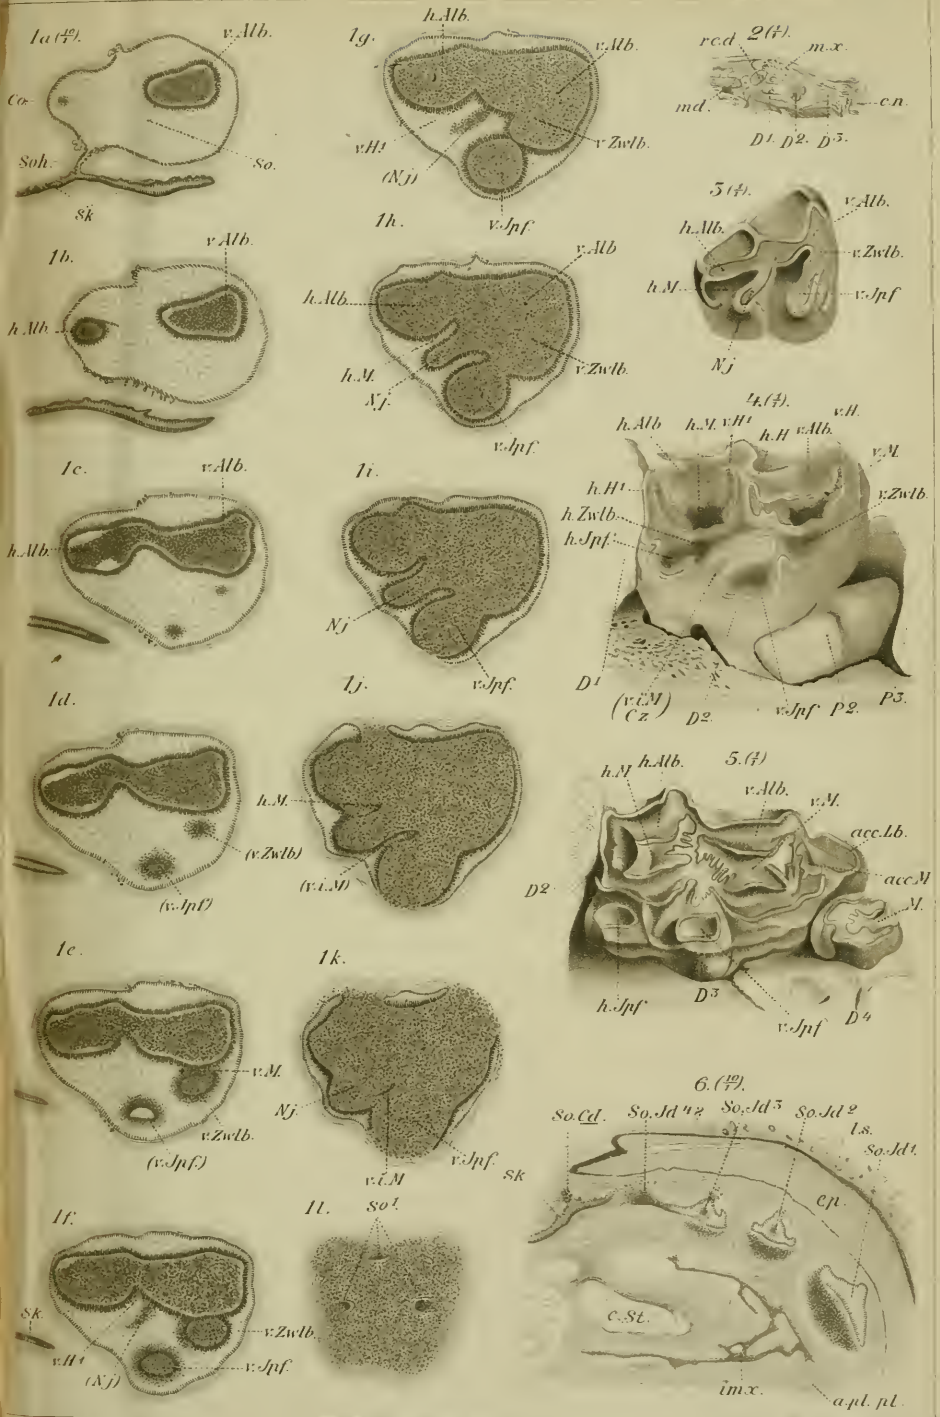 1a (10/1).
v.Alb.
Co.
Soh.
So.
Sk
1b.
v.Alb.
h.Alb.
1c.
v.Alb.
h.Alb.
1d.
(v.Zwlb)
(v.Jpf)
1e.
v.M.
v.Zwlb.
(v.Jpf.)
1f.
Sk.
v.Zwlb.
v.H1
(Nj)
v.Jpf.
1g.
h.Alb.
v.Alb.
v.H1
v.Zwlb.
(Nj)
v.Jpf.
1h.
v.Alb
h.Alb.
h.M.
v.Zwlb.
Nj.
v.Jpf.
1i.
Nj
v.Jpf.
1j.
h.M.
(v.i.M)
1k.
Nj.
v.Jpf.
v.i.M
Sk
1l.
So1.
2 (1/1).
m.x.
md.
c.n.
D1. D2. D3.
3 (1/1)
v.Alb.
h.Alb.
v.Zwlb.
h.M.
v.Jpf
Nj
4. (1/1).
h.Alb h.M. v.H1 h.H v.Alb. v.H.
v.M.
h.H1
v.Zwlb.
h.Zwlb.
h.Jpf.
D1
(v.i.M)
Cz
D2.
v.Jpf
P2.
P3.
5. (1/1)
h.M h.Alb.
v.Alb.
v.M.
acc.Lb.
acc.M
D2
M.
h.Jpf
D3
v.Jpf
D4
6. (10/1).
So.Cd. So.Jd4? So.Jd3 So.Jd2
l.s.
So.Jd1.
c.p.
c.St.
im.x.
a.pl. pl.